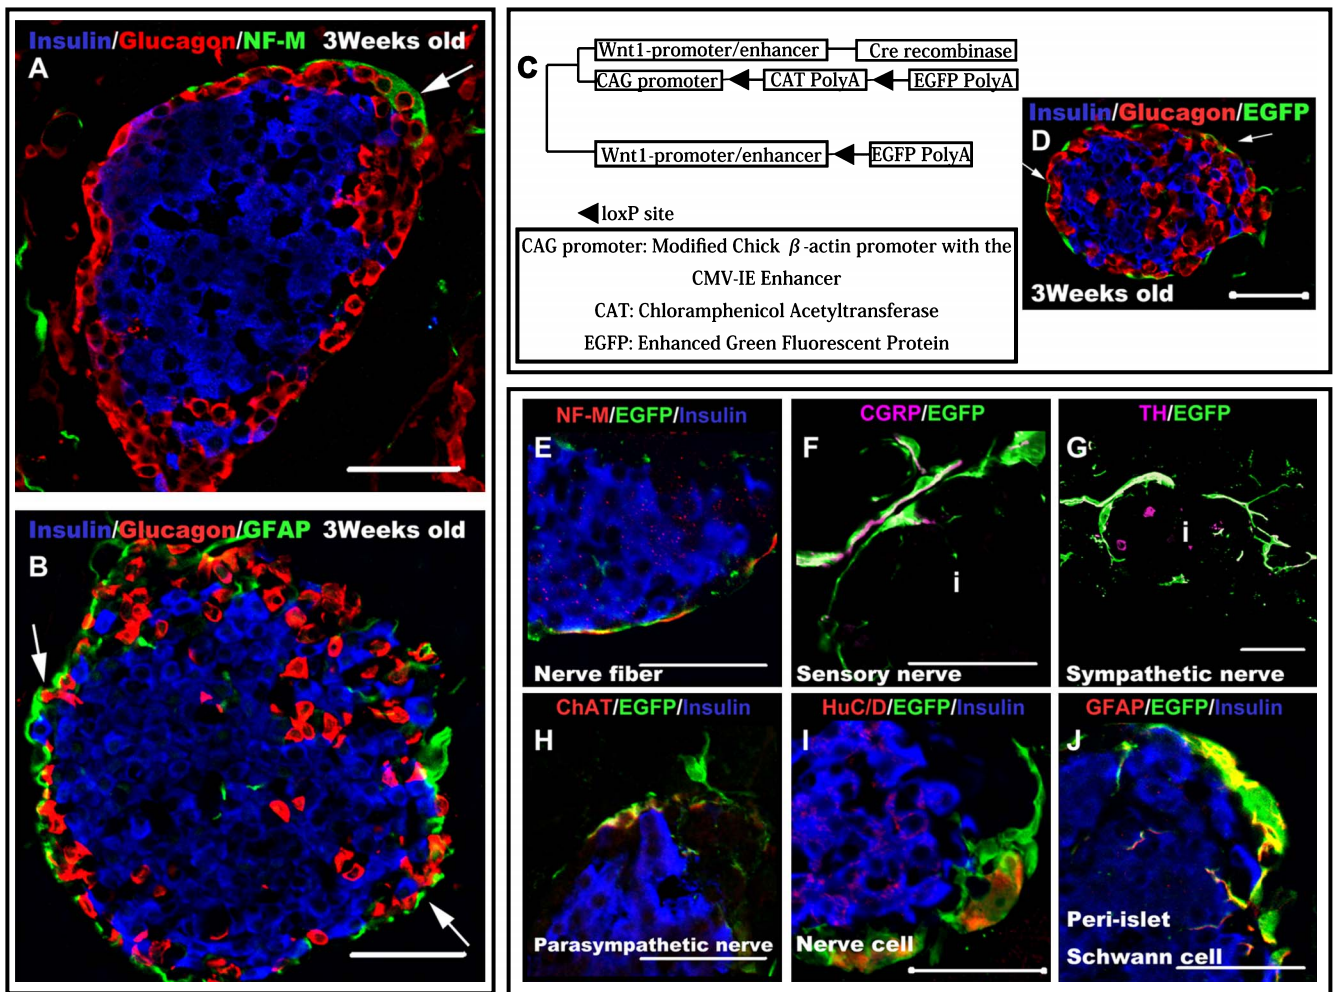 Insulin/Glucagon/NF-M 3Weeks old
A
Insulin/Glucagon/GFAP 3Weeks old
B
C
Wnt1-promoter/enhancer Cre recombinase
CAG promoter CAT PolyA EGFP PolyA
Wnt1-promoter/enhancer EGFP PolyA
loxP site
CAG promoter: Modified Chick β-actin promoter with the
CMV-IE Enhancer
CAT: Chloramphenicol Acetyltransferase
EGFP: Enhanced Green Fluorescent Protein
Insulin/Glucagon/EGFP
D
3Weeks old
NF-M/EGFP/Insulin
E
Nerve fiber
CGRP/EGFP
F
i
Sensory nerve
TH/EGFP
G
i
Sympathetic nerve
ChAT/EGFP/Insulin
H
Parasympathetic nerve
HuC/D/EGFP/Insulin
I
Nerve cell
GFAP/EGFP/Insulin
J
Peri-islet
Schwann cell